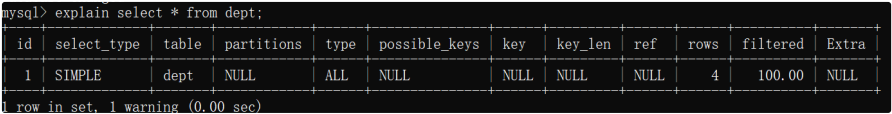 mysql> explain select * from dept;
| id | select_type | table | partitions | type | possible_keys | key | key_len | ref | rows | filtered | Extra |
| 1 | SIMPLE | dept | NULL | ALL | NULL | NULL | NULL | NULL | 4 | 100.00 | NULL |
1 row in set, 1 warning (0.00 sec)